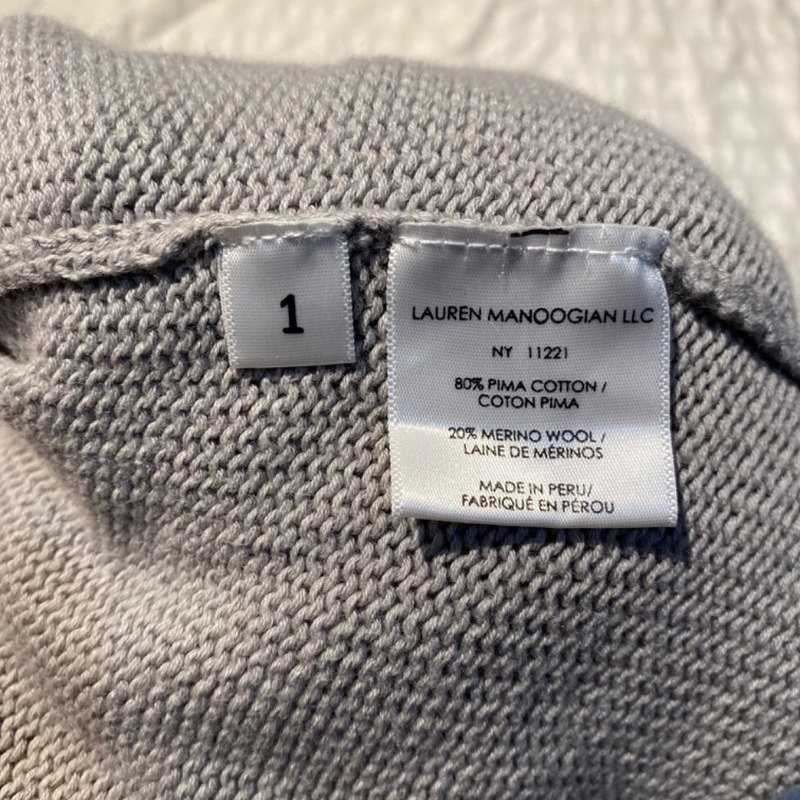 1
LAUREN MANOOGIAN LLC
NY 11221
80% PIMA COTTON /
COTON PIMA
20% MERINO WOOL /
LAINE DE MÉRINOS
MADE IN PERU/
FABRIQUÉ EN PÉROU